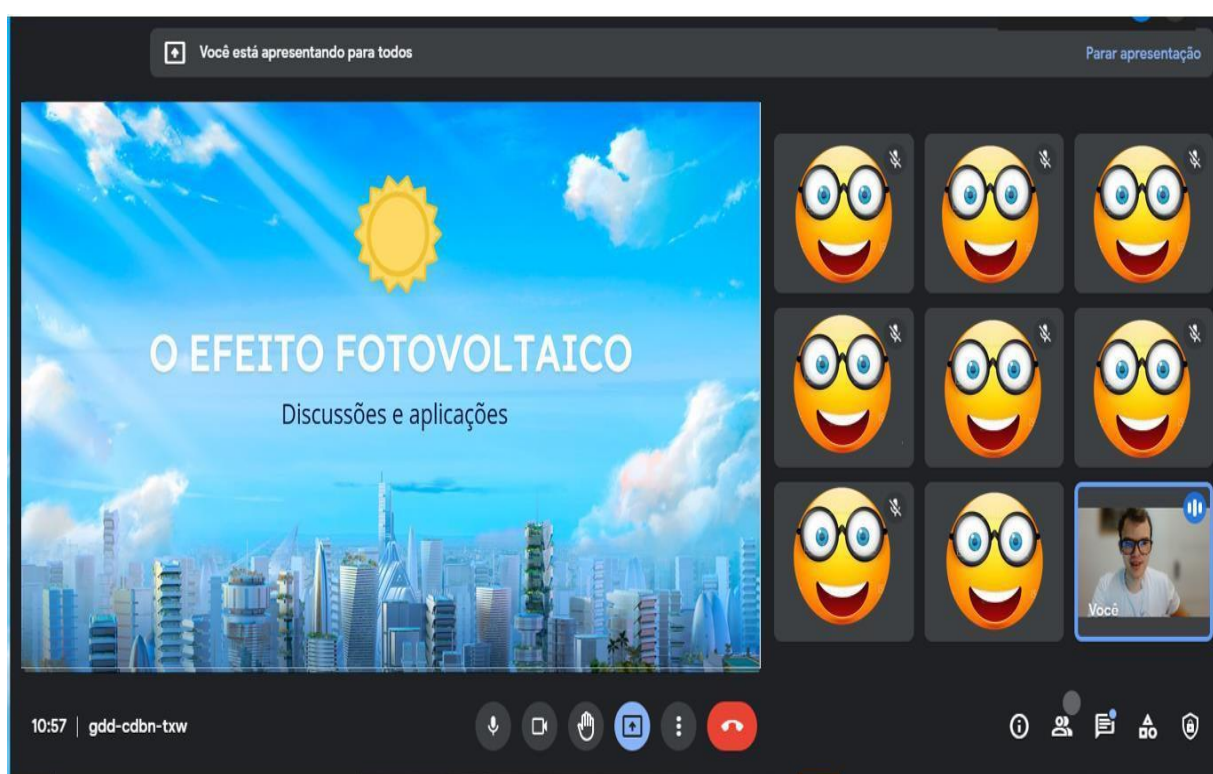 Você está apresentando para todos
Parar apresentação
O EFEITO FOTOVOLTAICO
Discussões e aplicações
Você
10:57 | gdd-cdbn-txw